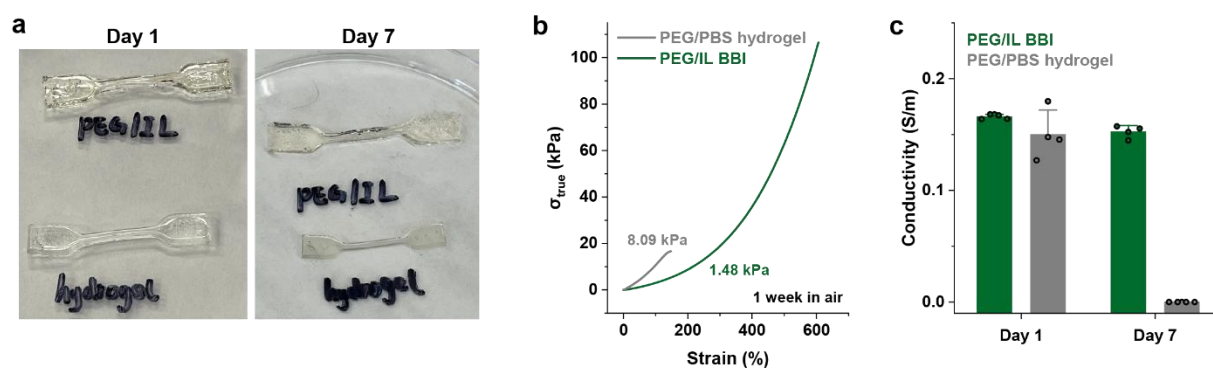 a
Day 1
Day 7
PEG/IL
hydrogel
PEG/IL
hydrogel
b
PEG/PBS hydrogel
PEG/IL BBI
σtrue (kPa)
120
100
80
60
40
20
0
8.09 kPa
1.48 kPa
1 week in air
0 200 400 600
Strain (%)
c
PEG/IL BBI
PEG/PBS hydrogel
Conductivity (S/m)
0.2
0.1
0.0
Day 1 Day 7